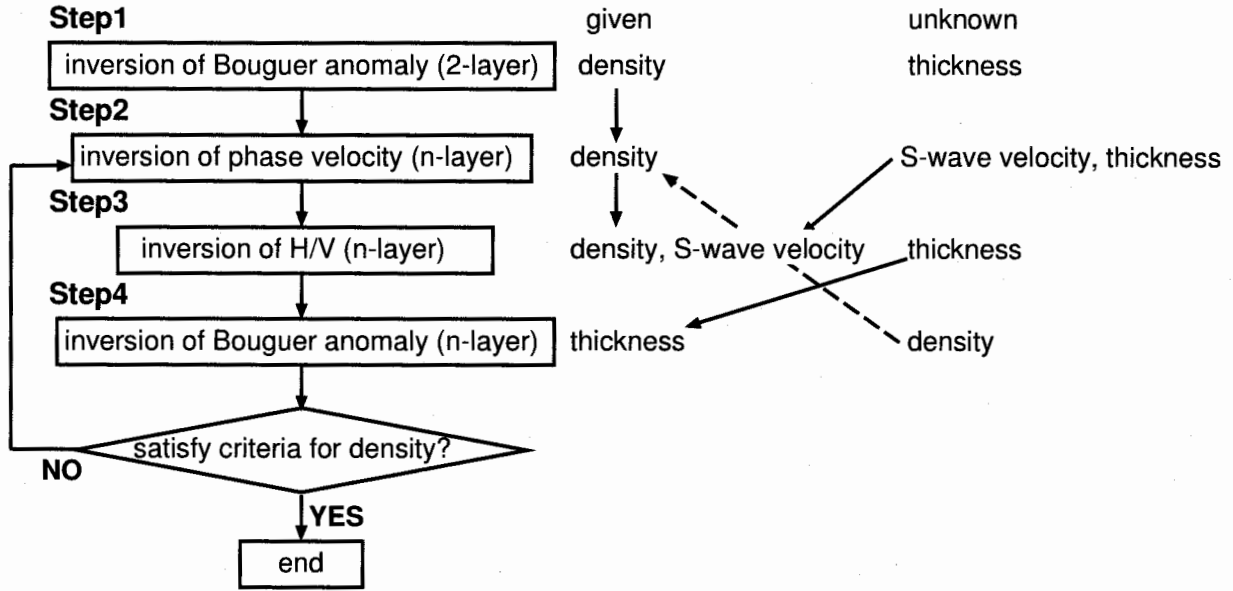 Step1 given unknown
inversion of Bouguer anomaly (2-layer) density thickness
Step2
inversion of phase velocity (n-layer) density S-wave velocity, thickness
Step3
inversion of H/V (n-layer) density, S-wave velocity thickness
Step4
inversion of Bouguer anomaly (n-layer) thickness density
satisfy criteria for density?
NO
YES
end